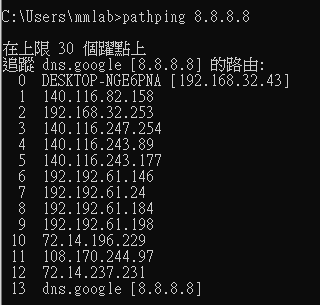 C:\Users\mmlab>pathping 8.8.8.8
在上限 30 個躍點上
追蹤 dns.google [8.8.8.8] 的路由:
0 DESKTOP-NGE6PNA [192.168.32.43]
1 140.116.82.158
2 192.168.32.253
3 140.116.247.254
4 140.116.243.89
5 140.116.243.177
6 192.192.61.146
7 192.192.61.24
8 192.192.61.184
9 192.192.61.198
10 72.14.196.229
11 108.170.244.97
12 72.14.237.231
13 dns.google [8.8.8.8]